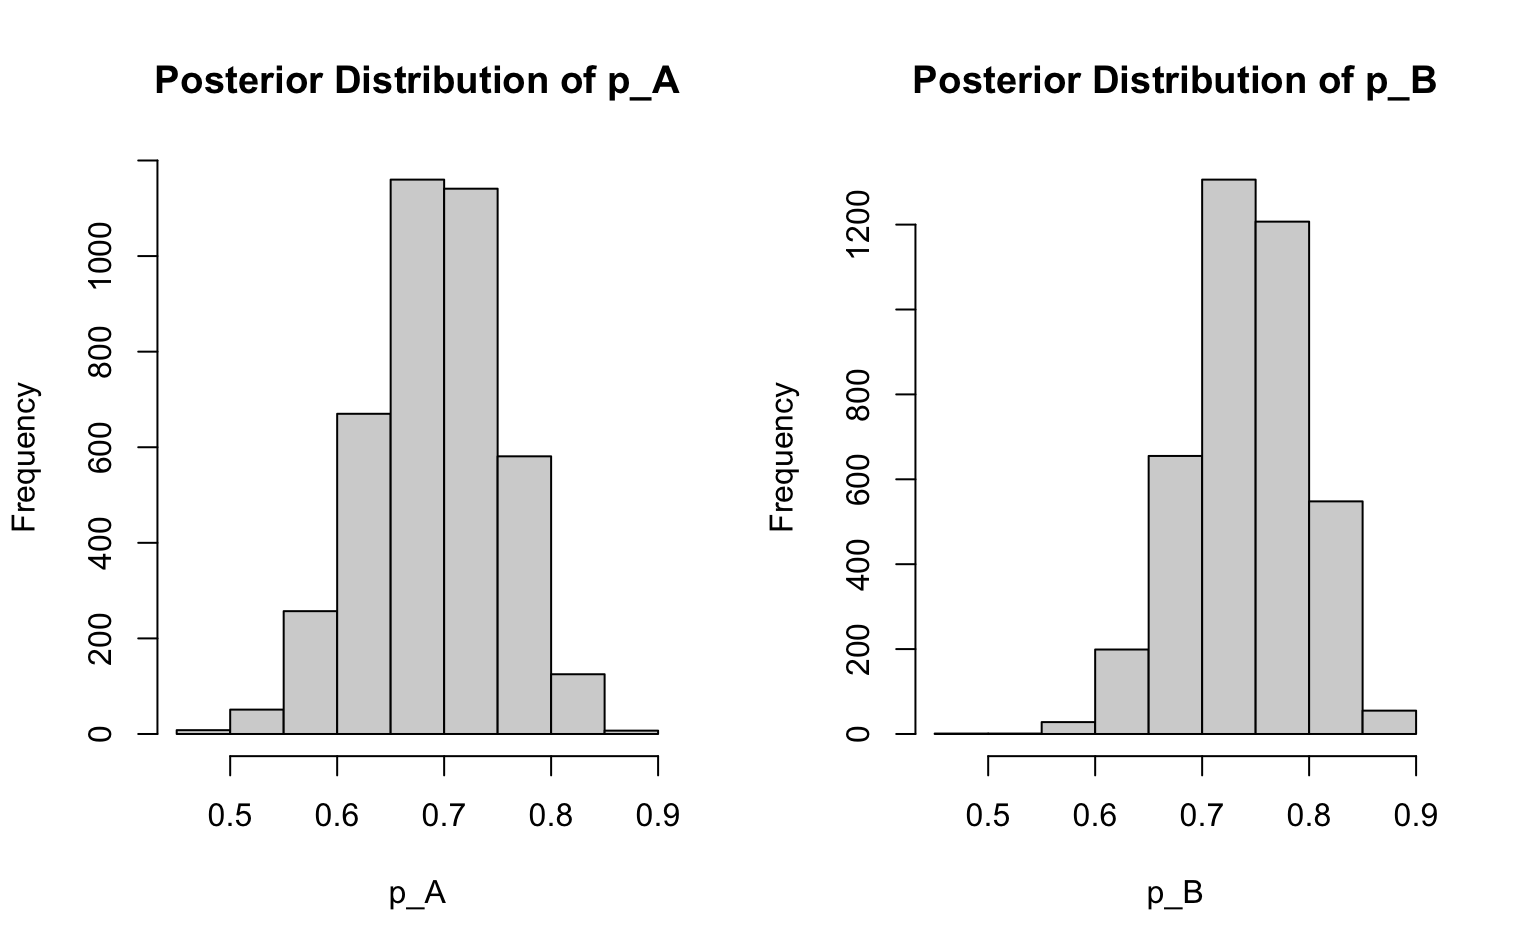 Posterior Distribution of p_A
Frequency
0
200
400
600
800
1000
0.5 0.6 0.7 0.8 0.9
p_A
Posterior Distribution of p_B
Frequency
0
200
400
600
800
1200
0.5 0.6 0.7 0.8 0.9
p_B